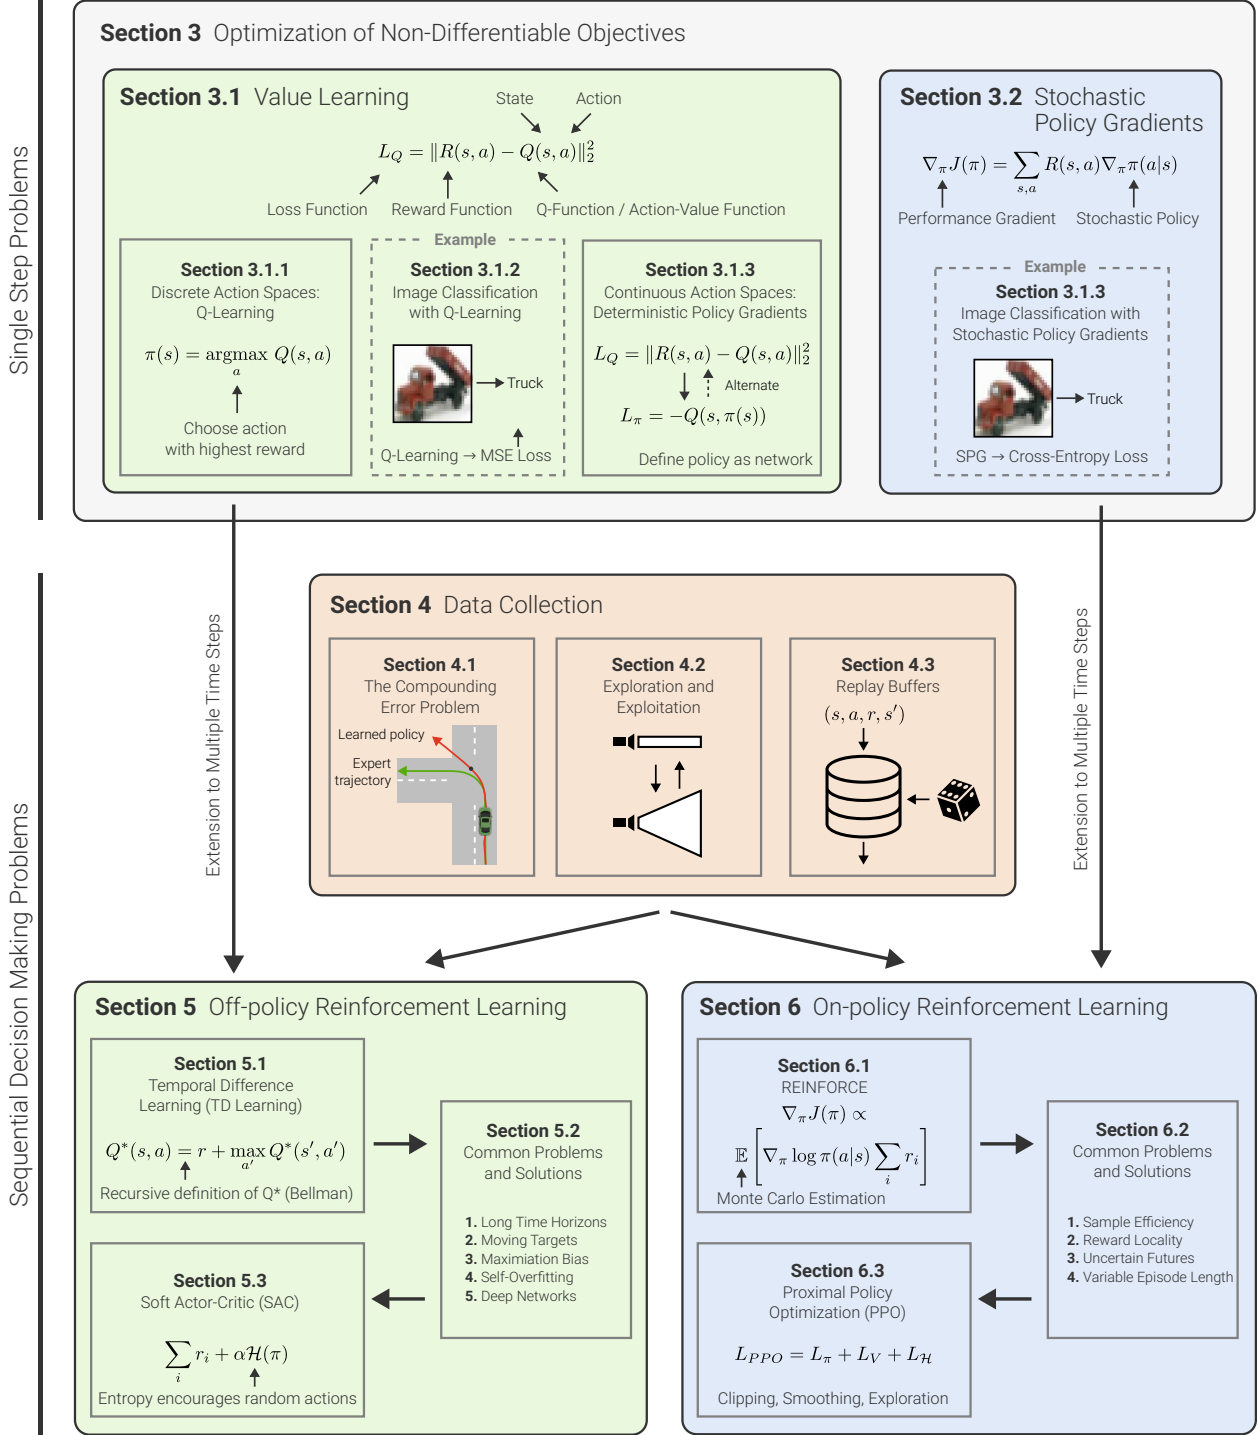 Single Step Problems
Section 3 Optimization of Non-Differentiable Objectives
Section 3.1 Value Learning
State
Action
L_Q = ‖R(s, a) − Q(s, a)‖²₂
Loss Function
Reward Function
Q-Function / Action-Value Function
Section 3.1.1
Discrete Action Spaces:
Q-Learning
π(s) = argmax Q(s, a)
a
Choose action
with highest reward
Example
Section 3.1.2
Image Classification
with Q-Learning
Truck
Q-Learning → MSE Loss
Section 3.1.3
Continuous Action Spaces:
Deterministic Policy Gradients
L_Q = ‖R(s, a) − Q(s, a)‖²₂
Alternate
L_π = −Q(s, π(s))
Define policy as network
Section 3.2 Stochastic
Policy Gradients
∇_π J(π) = ∑ R(s, a)∇_π π(a|s)
s,a
Performance Gradient
Stochastic Policy
Example
Section 3.1.3
Image Classification with
Stochastic Policy Gradients
Truck
SPG → Cross-Entropy Loss
Sequential Decision Making Problems
Extension to Multiple Time Steps
Section 4 Data Collection
Section 4.1
The Compounding
Error Problem
Learned policy
Expert
trajectory
Section 4.2
Exploration and
Exploitation
Section 4.3
Replay Buffers
(s, a, r, s′)
Extension to Multiple Time Steps
Section 5 Off-policy Reinforcement Learning
Section 5.1
Temporal Difference
Learning (TD Learning)
Q*(s, a) = r + max Q*(s′, a′)
a′
Recursive definition of Q* (Bellman)
Section 5.2
Common Problems
and Solutions
1. Long Time Horizons
2. Moving Targets
3. Maximiation Bias
4. Self-Overfitting
5. Deep Networks
Section 5.3
Soft Actor-Critic (SAC)
∑ r_i + αℋ(π)
i
Entropy encourages random actions
Section 6 On-policy Reinforcement Learning
Section 6.1
REINFORCE
∇_π J(π) ∝
𝔼 [∇_π log π(a|s) ∑ r_i]
i
Monte Carlo Estimation
Section 6.2
Common Problems
and Solutions
1. Sample Efficiency
2. Reward Locality
3. Uncertain Futures
4. Variable Episode Length
Section 6.3
Proximal Policy
Optimization (PPO)
L_PPO = L_π + L_V + L_ℋ
Clipping, Smoothing, Exploration